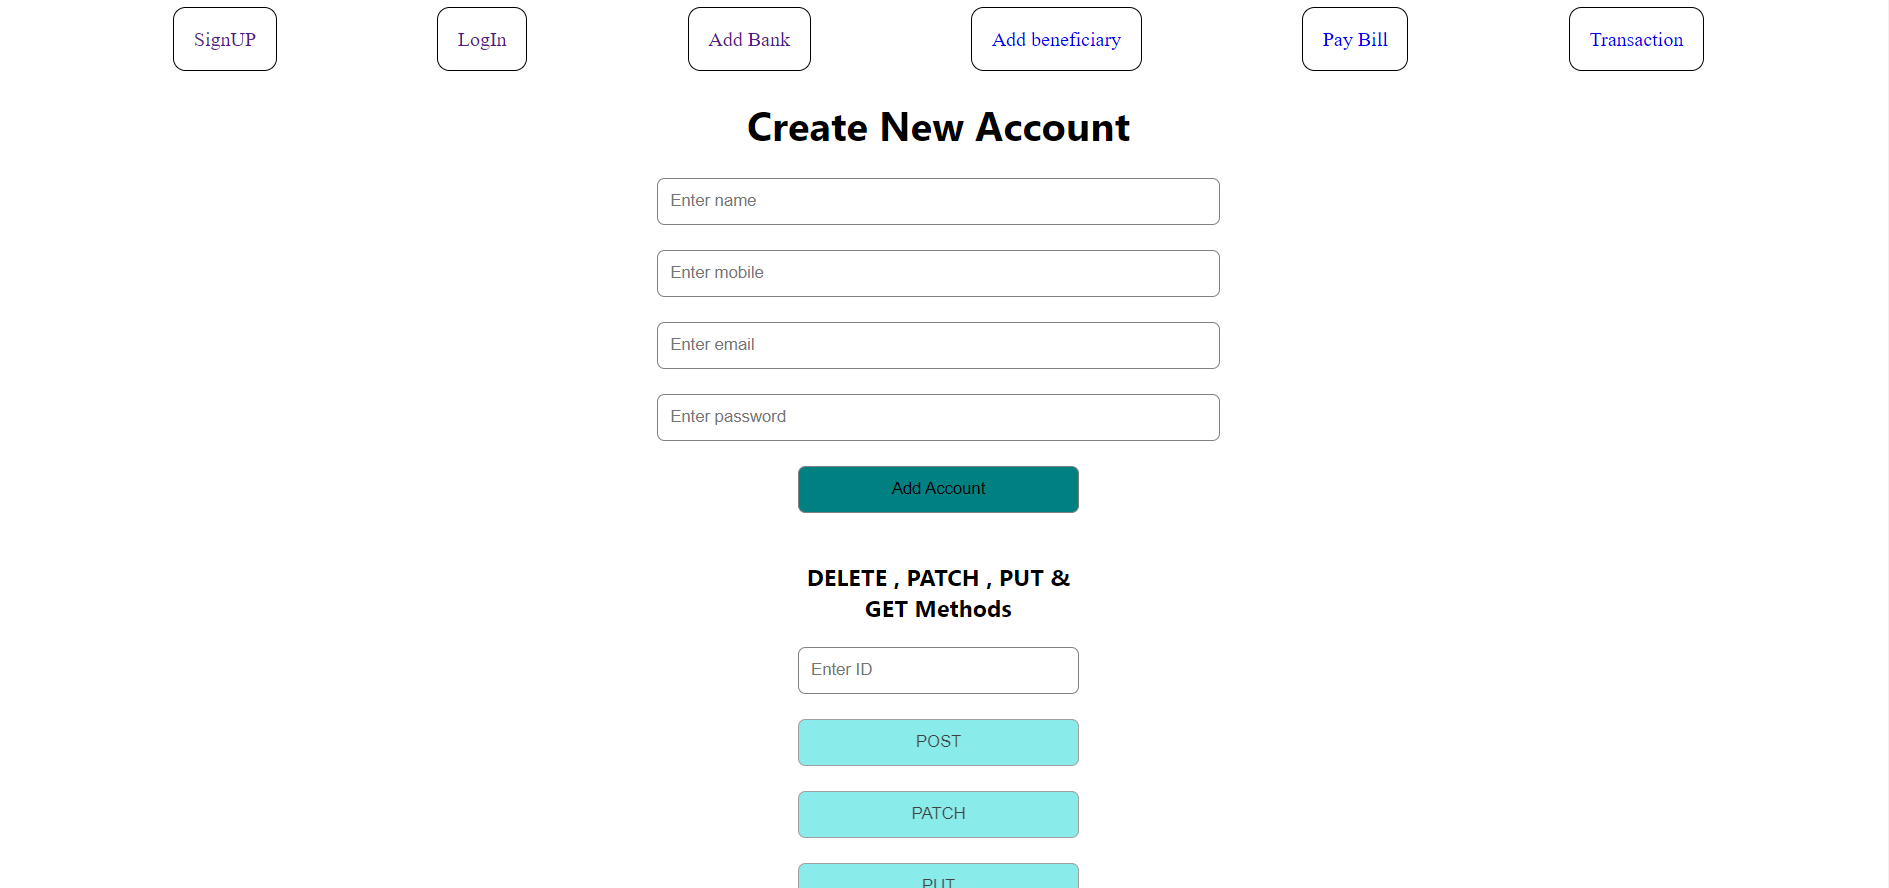 SignUP LogIn Add Bank Add beneficiary Pay Bill Transaction
Create New Account
Enter name
Enter mobile
Enter email
Enter password
Add Account
DELETE , PATCH , PUT &
GET Methods
Enter ID
POST
PATCH
PUT